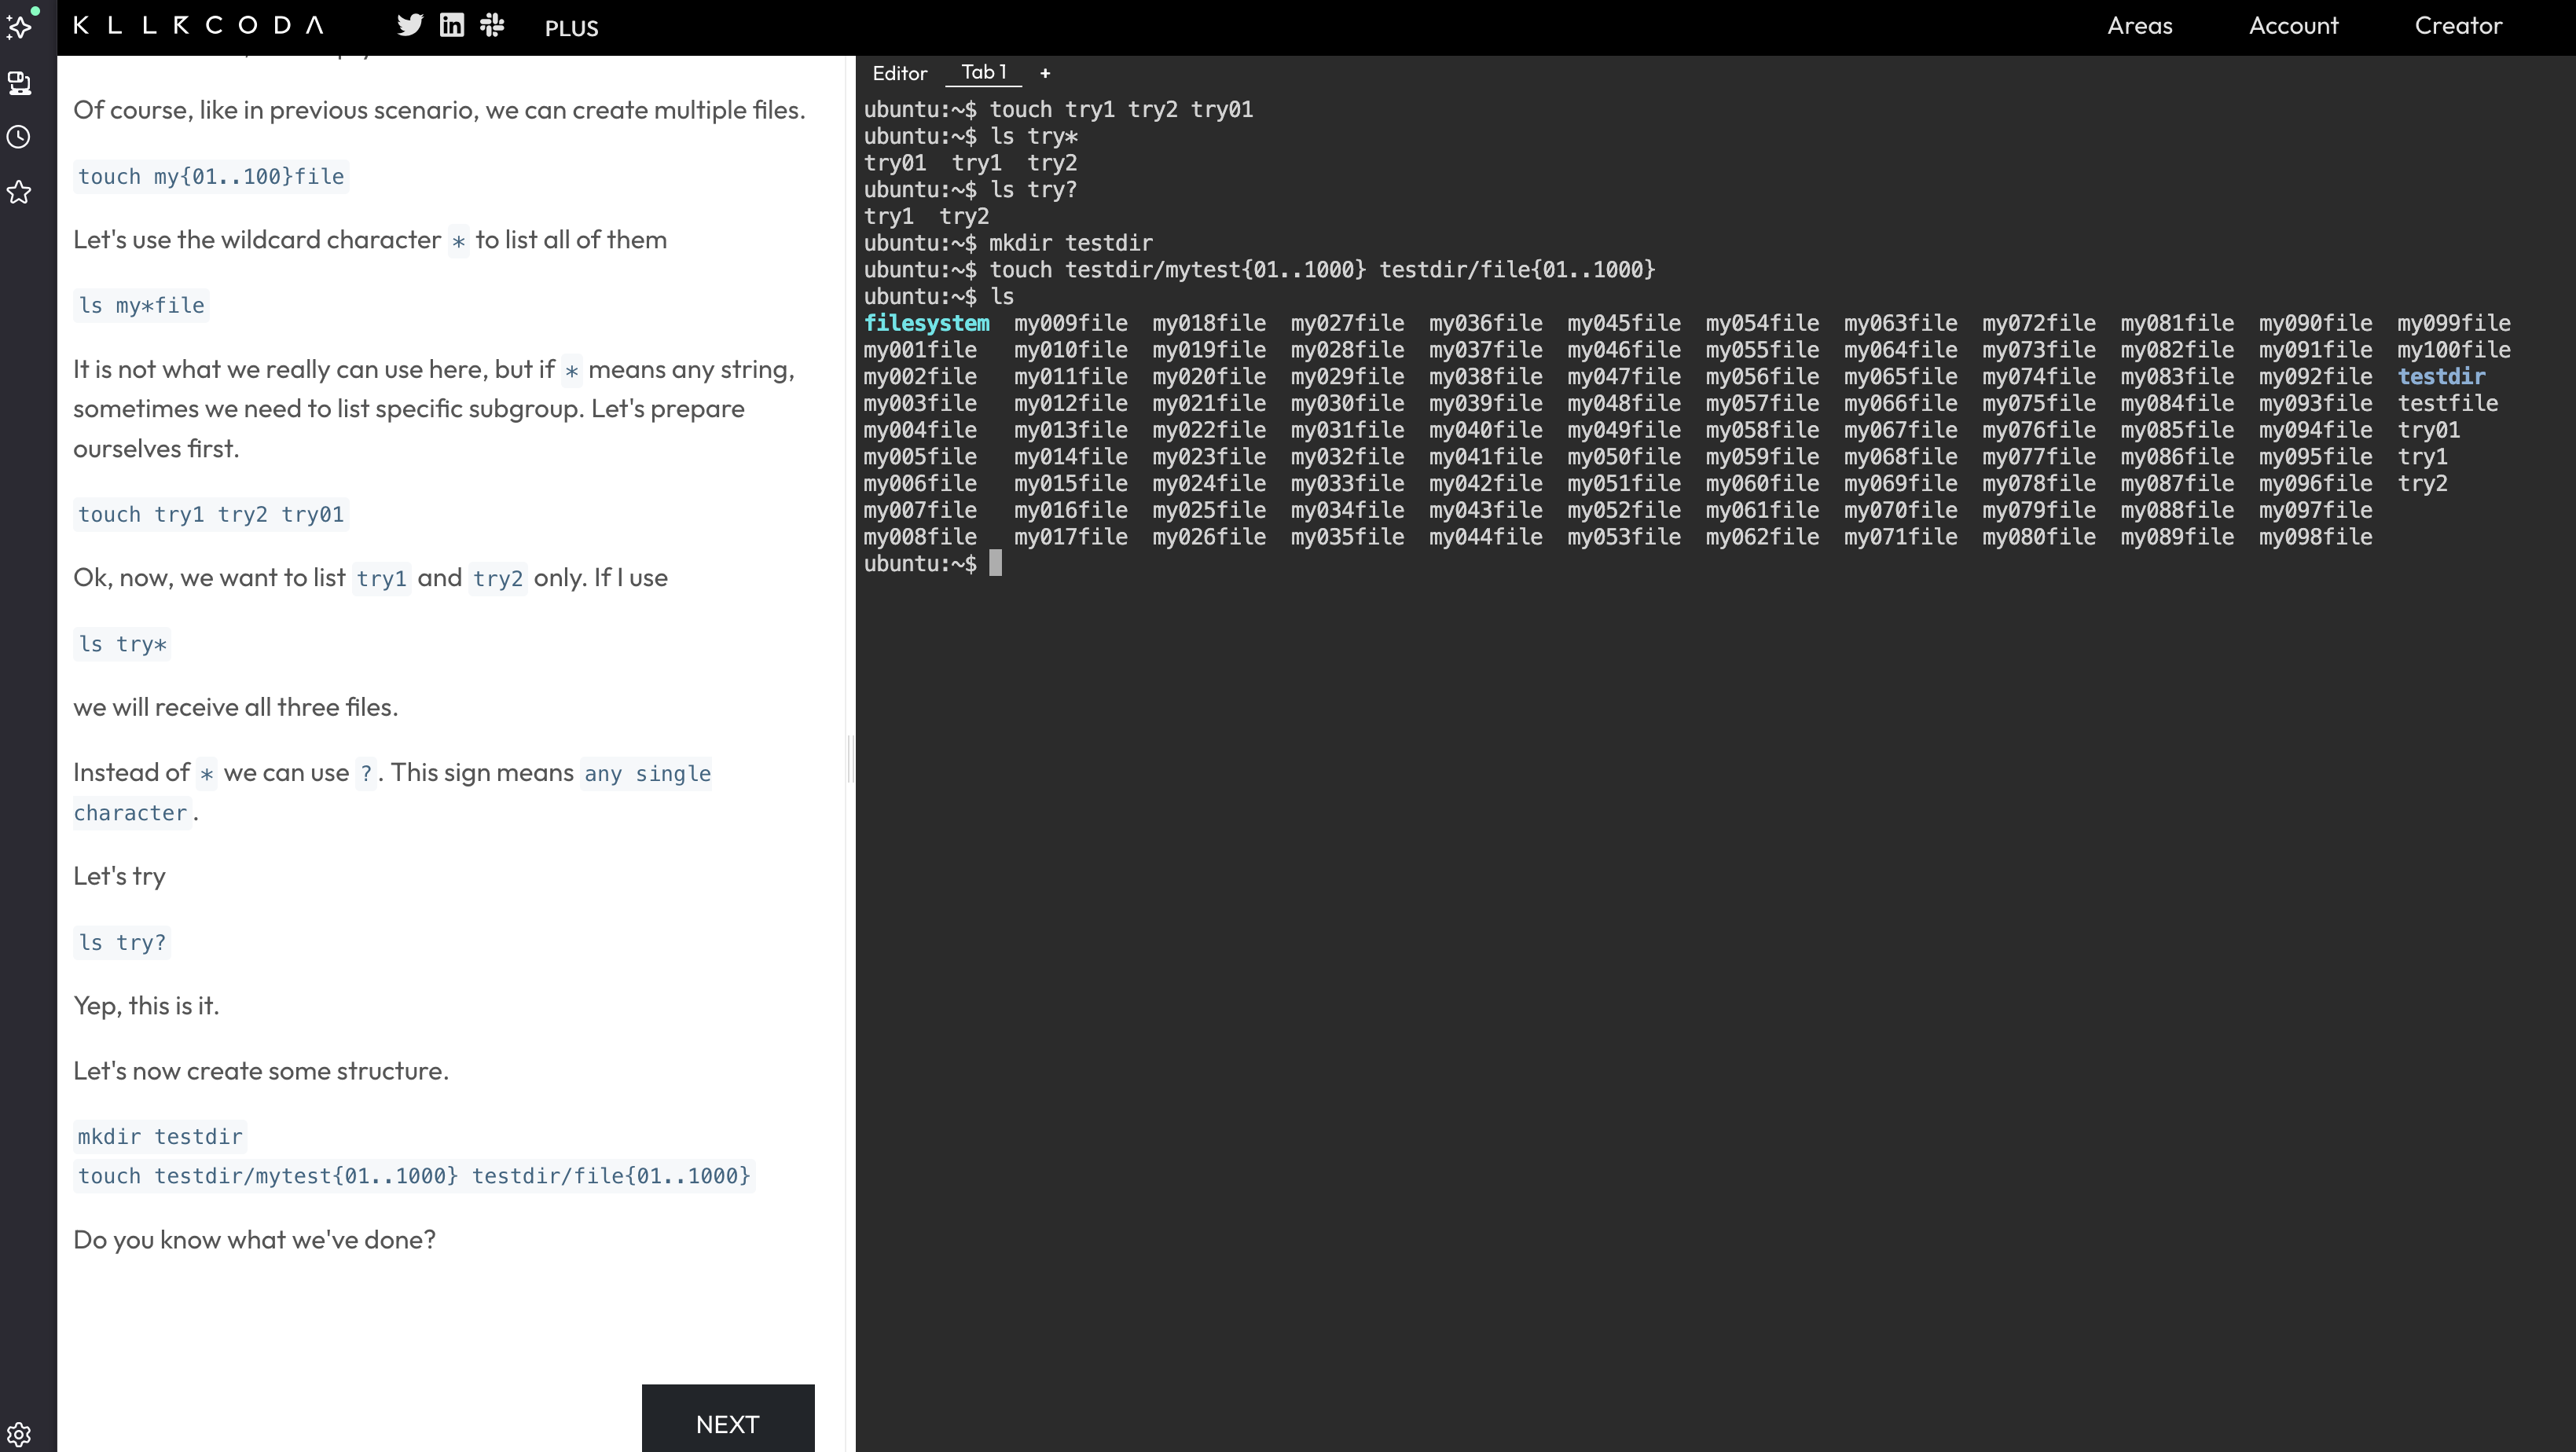 KLLRCODA PLUS Areas Account Creator
Of course, like in previous scenario, we can create multiple files.
touch my{01..100}file
Let's use the wildcard character * to list all of them
ls my*file
It is not what we really can use here, but if * means any string,
sometimes we need to list specific subgroup. Let's prepare
ourselves first.
touch try1 try2 try01
Ok, now, we want to list try1 and try2 only. If I use
ls try*
we will receive all three files.
Instead of * we can use ?. This sign means any single
character.
Let's try
ls try?
Yep, this is it.
Let's now create some structure.
mkdir testdir
touch testdir/mytest{01..1000} testdir/file{01..1000}
Do you know what we've done?
NEXT
Editor Tab 1 +
ubuntu:~$ touch try1 try2 try01
ubuntu:~$ ls try*
try01 try1 try2
ubuntu:~$ ls try?
try1 try2
ubuntu:~$ mkdir testdir
ubuntu:~$ touch testdir/mytest{01..1000} testdir/file{01..1000}
ubuntu:~$ ls
filesystem my009file my018file my027file my036file my045file my054file my063file my072file my081file my090file my099file
my001file my010file my019file my028file my037file my046file my055file my064file my073file my082file my091file my100file
my002file my011file my020file my029file my038file my047file my056file my065file my074file my083file my092file testdir
my003file my012file my021file my030file my039file my048file my057file my066file my075file my084file my093file testfile
my004file my013file my022file my031file my040file my049file my058file my067file my076file my085file my094file try01
my005file my014file my023file my032file my041file my050file my059file my068file my077file my086file my095file try1
my006file my015file my024file my033file my042file my051file my060file my069file my078file my087file my096file try2
my007file my016file my025file my034file my043file my052file my061file my070file my079file my088file my097file
my008file my017file my026file my035file my044file my053file my062file my071file my080file my089file my098file
ubuntu:~$